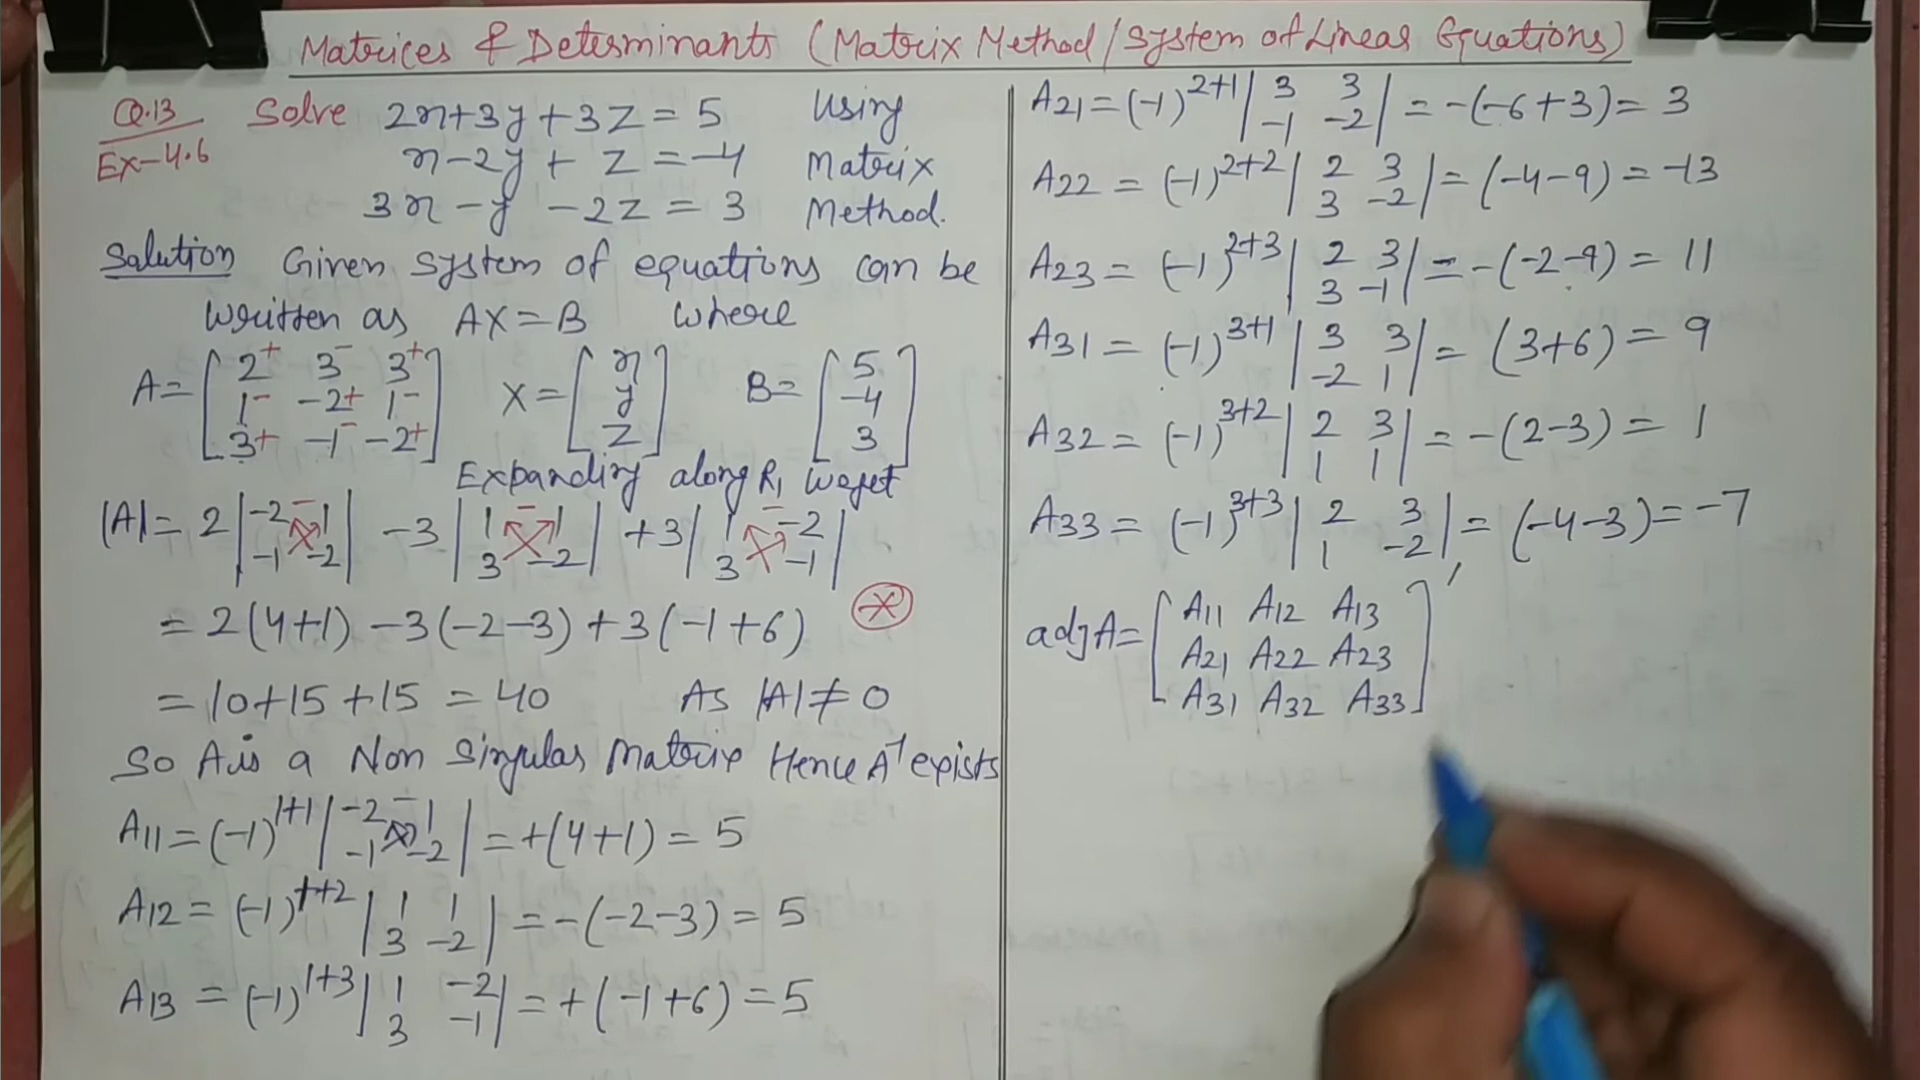 Matrices & Determinants (Matrix Method/System of Linear Equations)
Q.13
Ex-4.6
Solve 2x+3y+3z=5 Using
x-2y+z=-4 Matrix
3x-y-2z=3 Method.
Solution Given system of equations can be
written as AX=B where
A=[2+ 3- 3+ X=[x B=[5
1- -2+ 1- y -4
3+ -1- -2+] z] 3]
Expanding along R1 we get
|A|=2|-2 1 -3|1 1 +3|1 -2
-1 -2| 3 -2| 3 -1|
=2(4+1)-3(-2-3)+3(-1+6) *
=10+15+15=40 As |A|≠0
So A is a Non Singular Matrix Hence A⁻¹ exists
A11=(-1)^1+1|-2 1
-1 -2|=+(4+1)=5
A12=(-1)^1+2|1 1
3 -2|=-(-2-3)=5
A13=(-1)^1+3|1 -2
3 -1|=+(-1+6)=5
A21=(-1)^2+1|3 3
-1 -2|=-(-6+3)=3
A22=(-1)^2+2|2 3
3 -2|=(-4-9)=-13
A23=(-1)^2+3|2 3
3 -1|=-(-2-9)=11
A31=(-1)^3+1|3 3
-2 1|=(3+6)=9
A32=(-1)^3+2|2 3
1 1|=-(2-3)=1
A33=(-1)^3+3|2 3
1 -2|=(-4-3)=-7
adjA=[A11 A12 A13
A21 A22 A23
A31 A32 A33]'